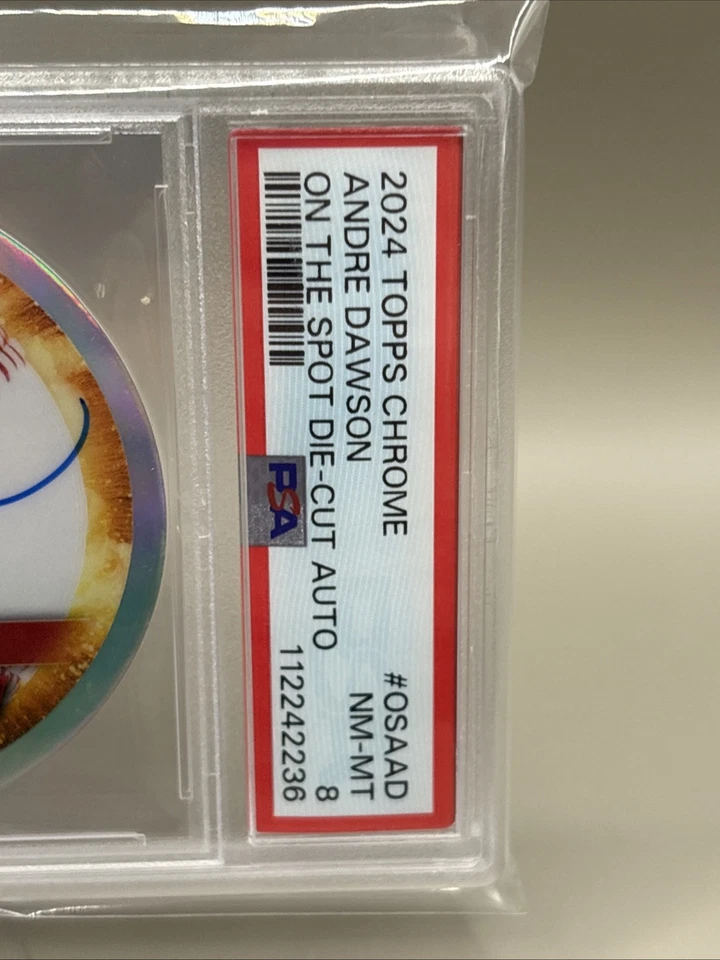 2024 TOPPS CHROME #OSAAD
ANDRE DAWSON NM-MT
ON THE SPOT DIE-CUT AUTO 8
PSA 112242236